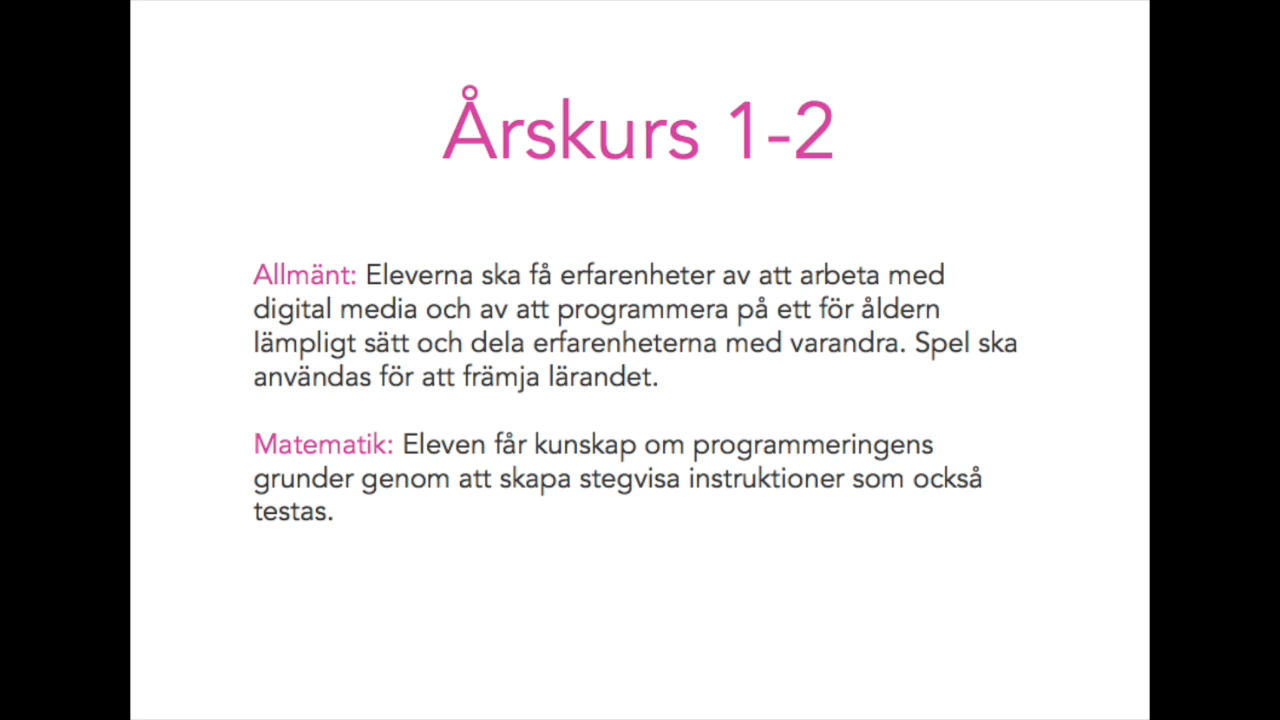 Årskurs 1-2
Allmänt: Eleverna ska få erfarenheter av att arbeta med
digital media och av att programmera på ett för åldern
lämpligt sätt och dela erfarenheterna med varandra. Spel ska
användas för att främja lärandet.
Matematik: Eleven får kunskap om programmeringens
grunder genom att skapa stegvisa instruktioner som också
testas.